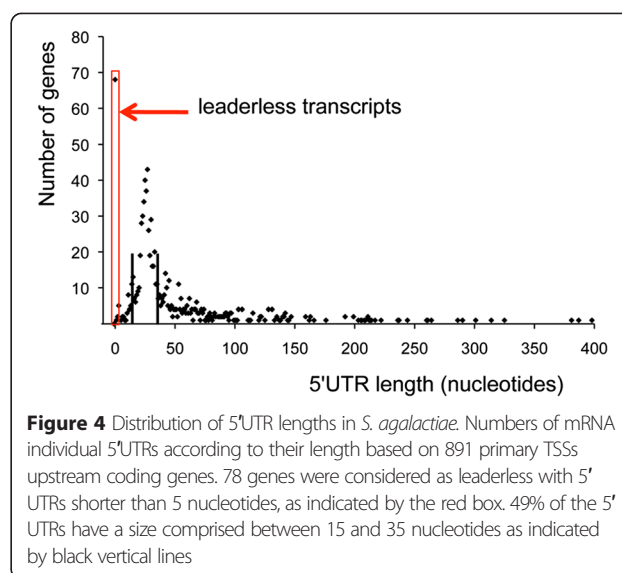 80
70
60
50
40
30
20
10
Number of genes
leaderless transcripts
0 50 100 150 200 250 300 350 400
5'UTR length (nucleotides)
Figure 4 Distribution of 5′UTR lengths in S. agalactiae. Numbers of mRNA
individual 5′UTRs according to their length based on 891 primary TSSs
upstream coding genes. 78 genes were considered as leaderless with 5′
UTRs shorter than 5 nucleotides, as indicated by the red box. 49% of the 5′
UTRs have a size comprised between 15 and 35 nucleotides as indicated
by black vertical lines